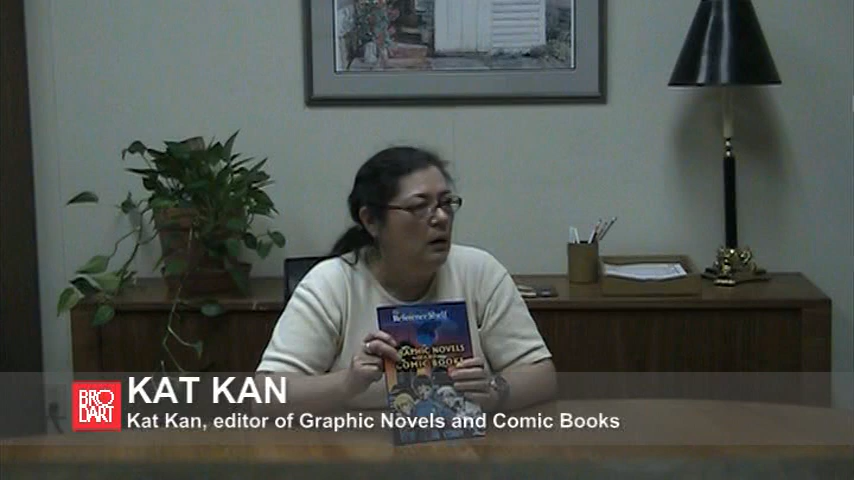 The
Reference Shelf
GRAPHIC NOVELS
AND
COMIC BOOKS
BRO
DART
KAT KAN
Kat Kan, editor of Graphic Novels and Comic Books